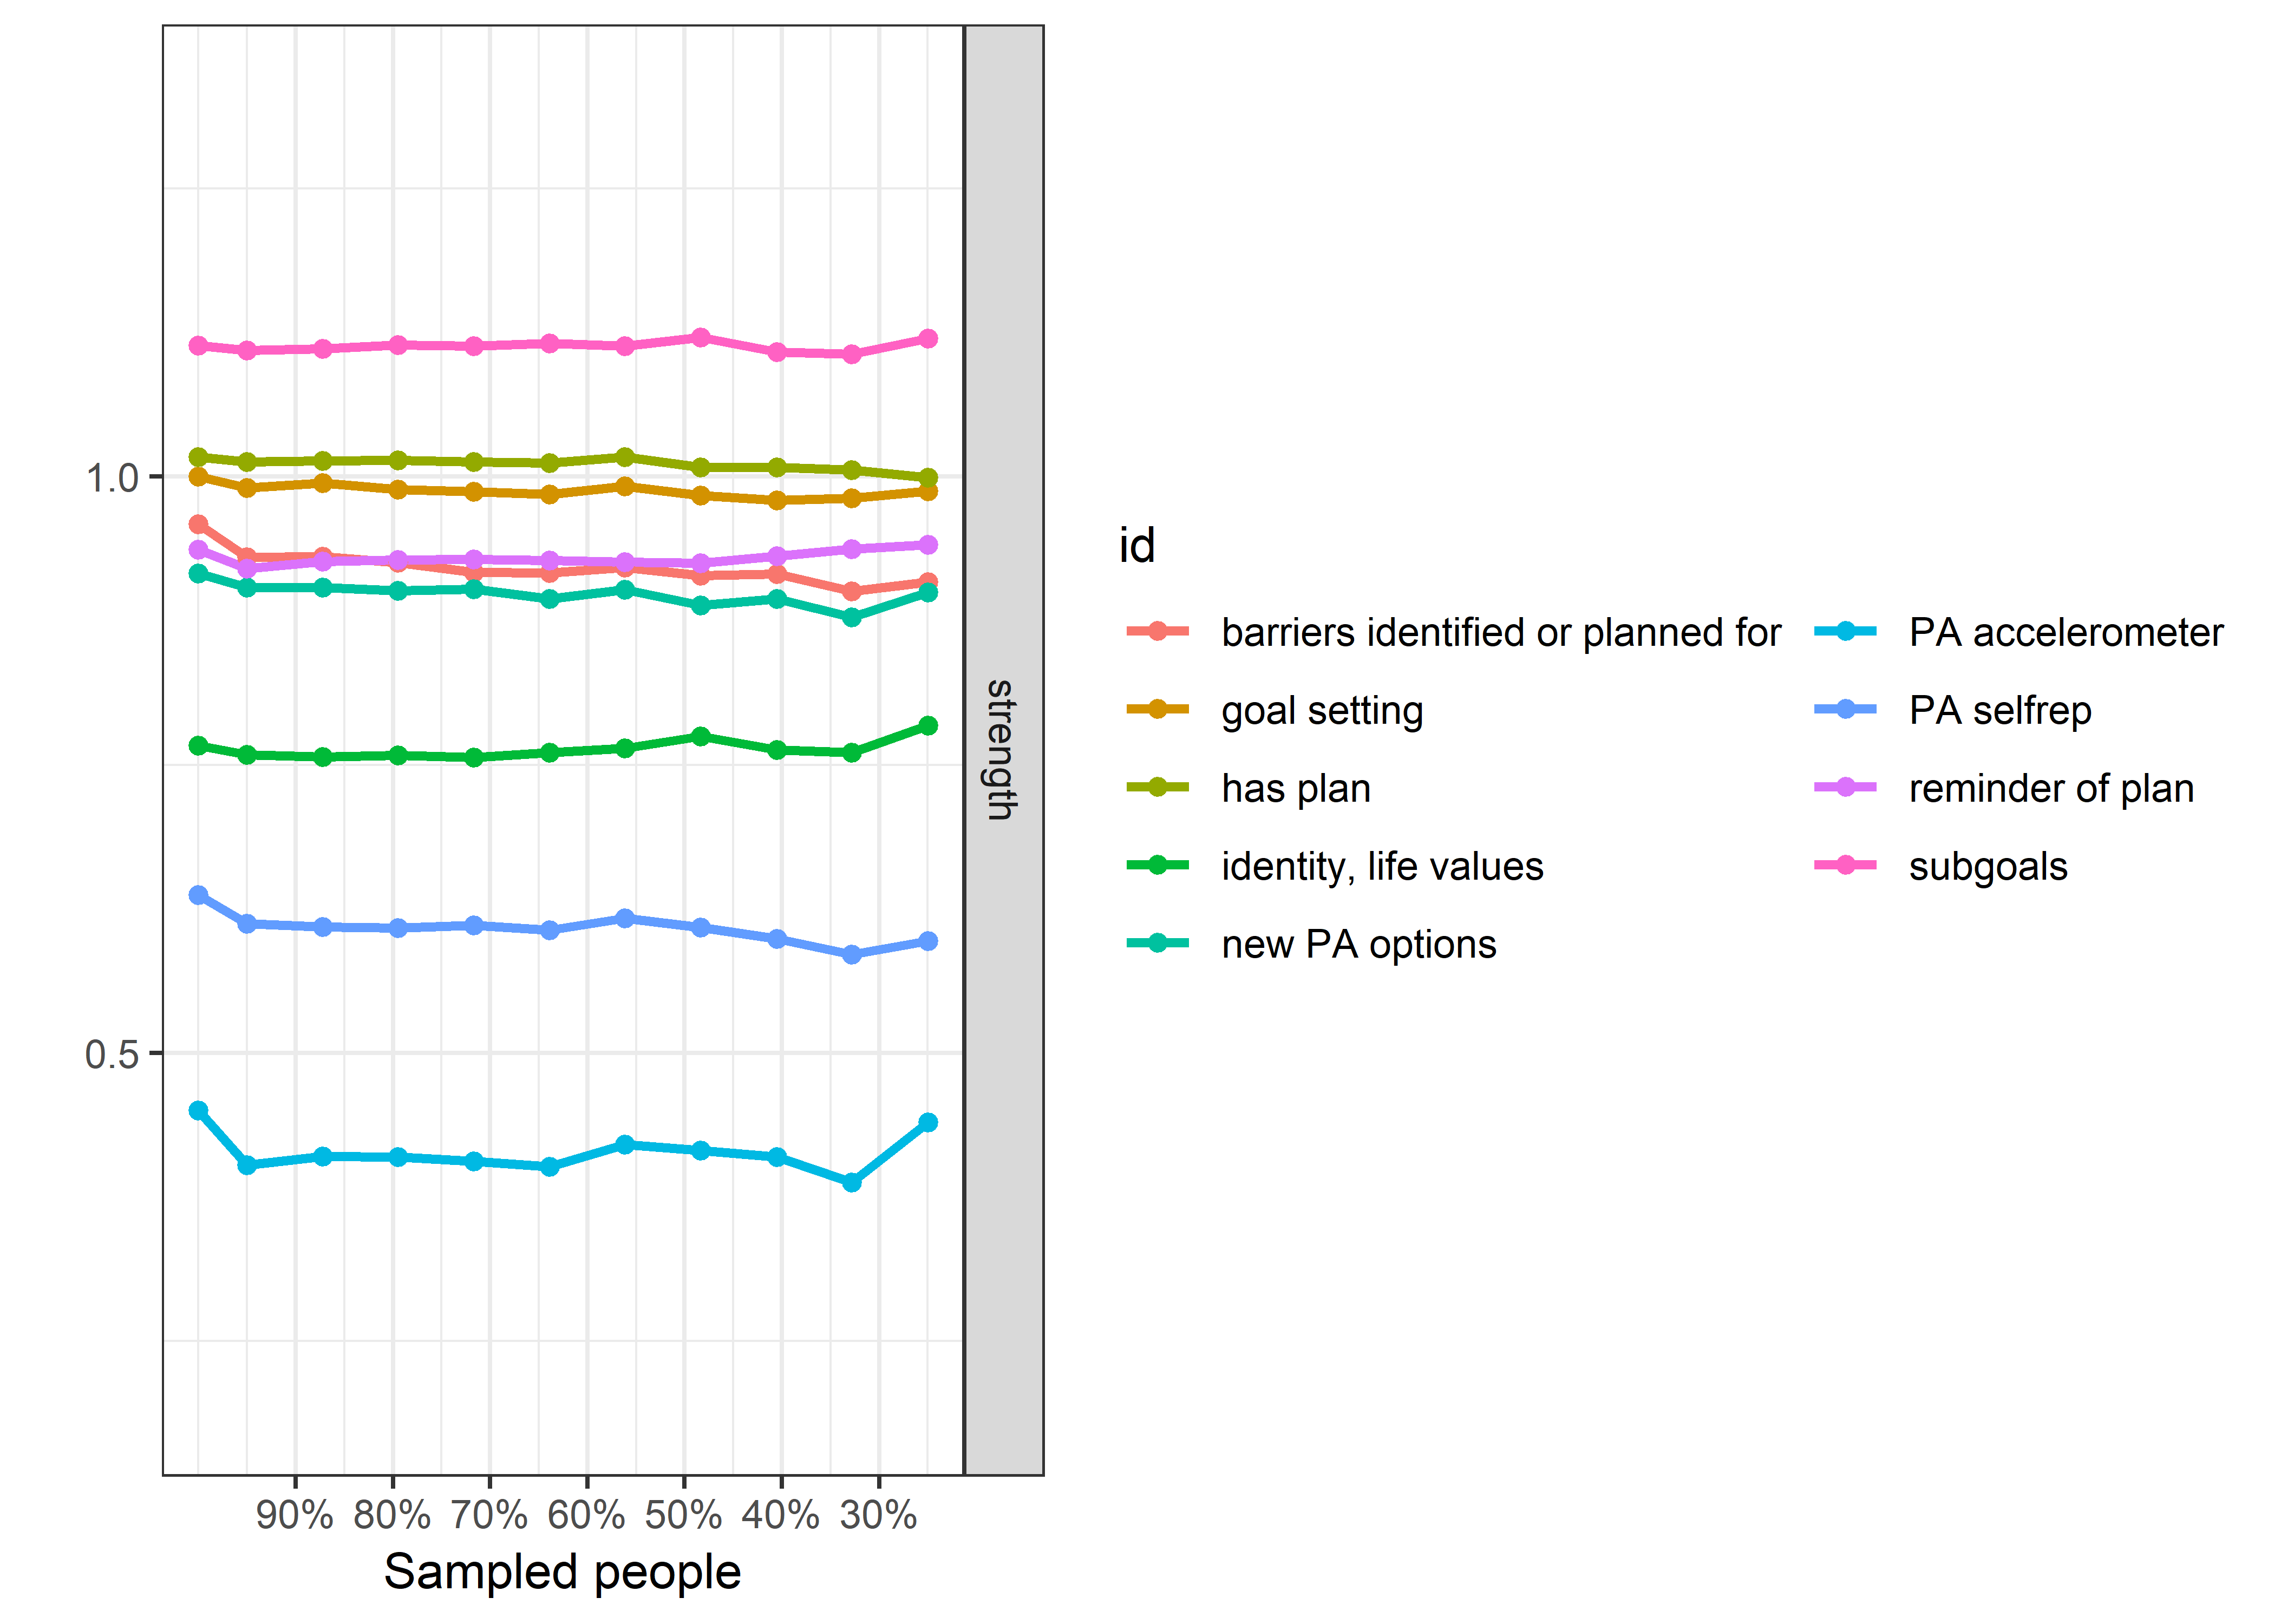 1.0
0.5
90% 80% 70% 60% 50% 40% 30%
Sampled people
strength
id
barriers identified or planned for
goal setting
has plan
identity, life values
new PA options
PA accelerometer
PA selfrep
reminder of plan
subgoals